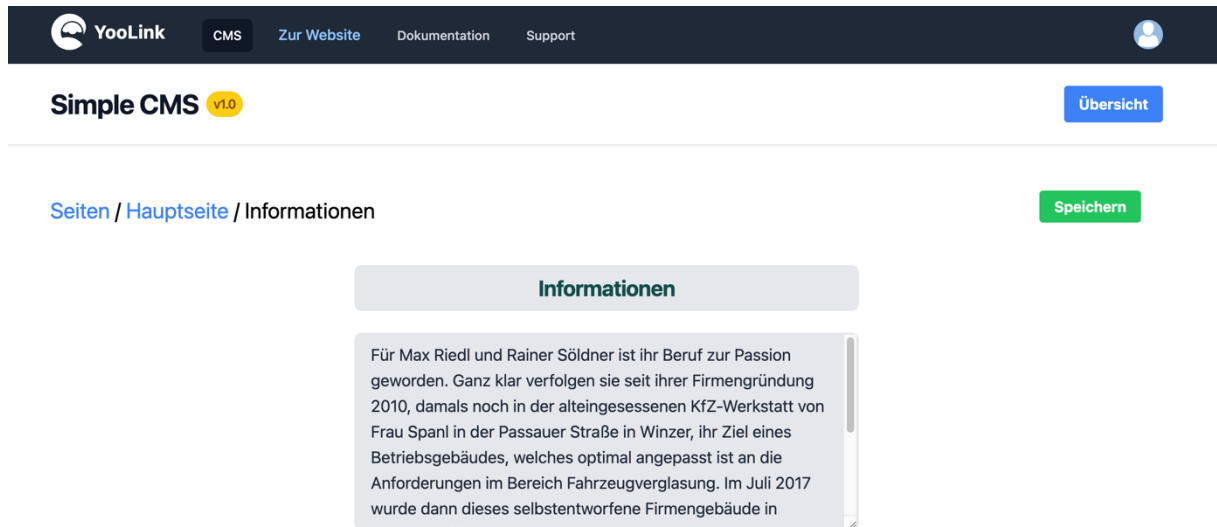 YooLink CMS Zur Website Dokumentation Support
Simple CMS v1.0 Übersicht
Seiten / Hauptseite / Informationen Speichern
Informationen
Für Max Riedl und Rainer Söldner ist ihr Beruf zur Passion
geworden. Ganz klar verfolgen sie seit ihrer Firmengründung
2010, damals noch in der alteingesessenen KfZ-Werkstatt von
Frau Spanl in der Passauer Straße in Winzer, ihr Ziel eines
Betriebsgebäudes, welches optimal angepasst ist an die
Anforderungen im Bereich Fahrzeugverglasung. Im Juli 2017
wurde dann dieses selbstentworfene Firmengebäude in